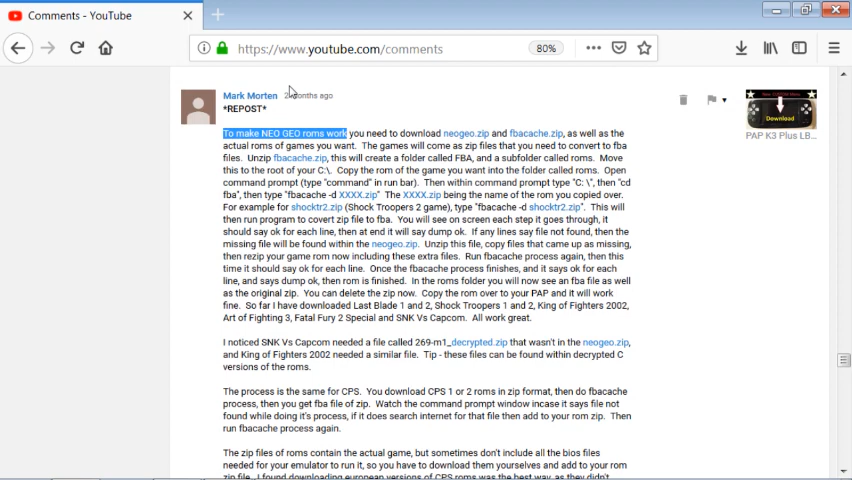 Comments - YouTube
https://www.youtube.com/comments
80%
Mark Morten 2 months ago
*REPOST*
To make NEO GEO roms work you need to download neogeo.zip and fbacache.zip, as well as the
actual roms of games you want.  The games will come as zip files that you need to convert to fba
files.  Unzip fbacache.zip, this will create a folder called FBA, and a subfolder called roms.  Move
this to the root of your C:\.  Copy the rom of the game you want into the folder called roms.  Open
command prompt (type "command" in run bar).  Then within command prompt type "C: \", then "cd
fba", then type "fbacache -d XXXX.zip"  The XXXX.zip being the name of the rom you copied over.
For example for shocktr2.zip (Shock Troopers 2 game), type "fbacache -d shocktr2.zip".  This will
then run program to covert zip file to fba.  You will see on screen each step it goes through, it
should say ok for each line, then at end it will say dump ok.  If any lines say file not found, then the
missing file will be found within the neogeo.zip.  Unzip this file, copy files that came up as missing,
then rezip your game rom now including these extra files.  Run fbacache process again, then this
time it should say ok for each line.  Once the fbacache process finishes, and it says ok for each
line, and says dump ok, then rom is finished.  In the roms folder you will now see an fba file as well
as the original zip.  You can delete the zip now.  Copy the rom over to your PAP and it will work
fine.  So far I have downloaded Last Blade 1 and 2, Shock Troopers 1 and 2, King of Fighters 2002,
Art of Fighting 3, Fatal Fury 2 Special and SNK Vs Capcom.  All work great.
I noticed SNK Vs Capcom needed a file called 269-m1_decrypted.zip that wasn't in the neogeo.zip,
and King of Fighters 2002 needed a similar file.  Tip - these files can be found within decrypted C
versions of the roms.
The process is the same for CPS.  You download CPS 1 or 2 roms in zip format, then do fbacache
process, then you get fba file of zip.  Watch the command prompt window incase it says file not
found while doing it's process, if it does search internet for that file then add to your rom zip.  Then
run fbacache process again.
The zip files of roms contain the actual game, but sometimes don't include all the bios files
needed for your emulator to run it, so you have to download them yourselves and add to your rom
zip file.  I found downloading european versions of CPS roms was the best way, as they didn't
Download
PAP K3 Plus LB...